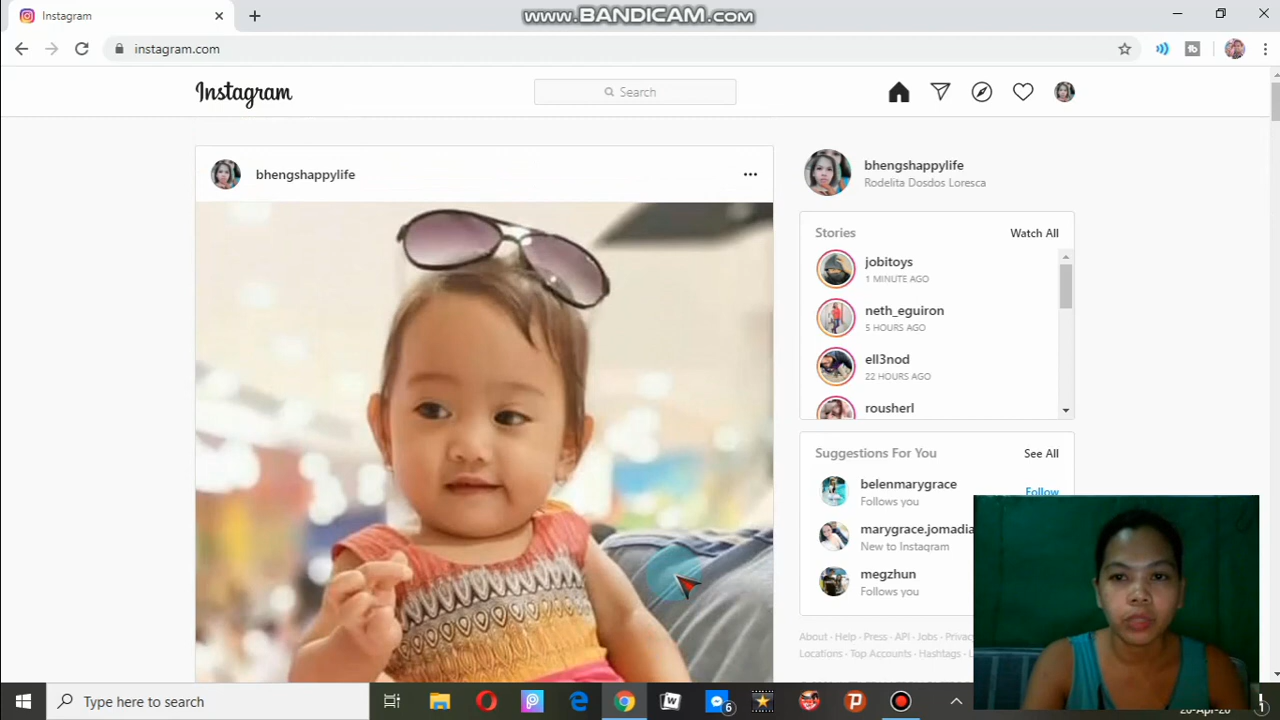 Instagram
www.BANDICAM.com
instagram.com
Instagram
Search
bhengshappylife
bhengshappylife
Rodelita Dosdos Loresca
Stories
Watch All
jobitoys
1 MINUTE AGO
neth_eguiron
5 HOURS AGO
ell3nod
22 HOURS AGO
rousherl
Suggestions For You
See All
belenmarygrace
Follows you
Follow
marygrace.jomadia
New to Instagram
megzhun
Follows you
About · Help · Press · API · Jobs · Privac
Locations · Top Accounts · Hashtags · L
Type here to search
6